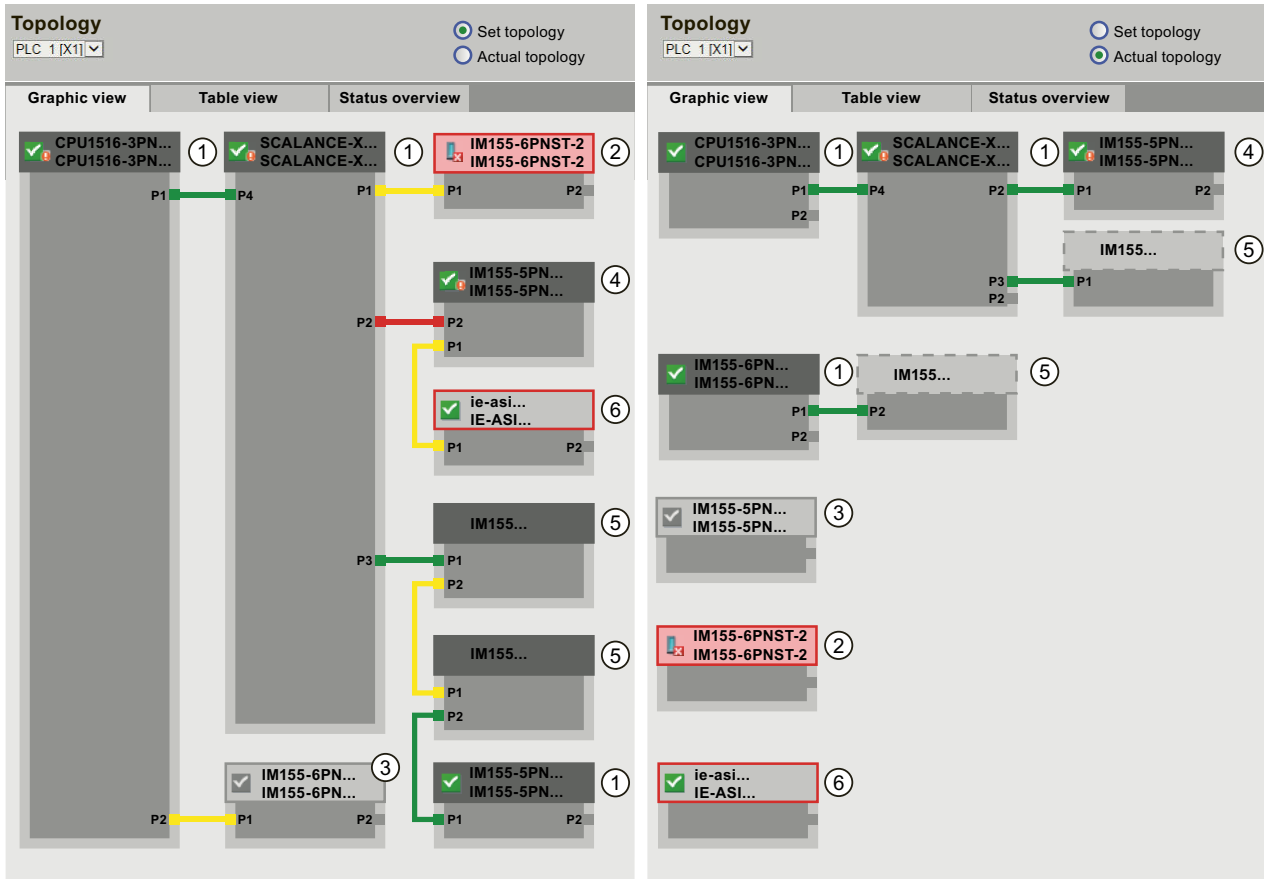 Topology
PLC 1 [X1]
Set topology
Actual topology
Graphic view
Table view
Status overview
CPU1516-3PN...
CPU1516-3PN...
1
SCALANCE-X...
SCALANCE-X...
1
IM155-6PNST-2
IM155-6PNST-2
2
P1
P4
P1
P1
P2
IM155-5PN...
IM155-5PN...
4
P2
P2
P1
ie-asi...
IE-ASI...
6
P1
P2
IM155...
5
P3
P1
P2
IM155...
5
P1
P2
IM155-6PN...
IM155-6PN...
3
IM155-5PN...
IM155-5PN...
1
P2
P1
P2
P1
P2
Topology
PLC 1 [X1]
Set topology
Actual topology
Graphic view
Table view
Status overview
CPU1516-3PN...
CPU1516-3PN...
1
SCALANCE-X...
SCALANCE-X...
1
IM155-5PN...
IM155-5PN...
4
P1
P4
P2
P1
P2
P2
IM155...
5
P3
P1
P2
IM155-6PN...
IM155-6PN...
1
IM155...
5
P1
P2
P2
IM155-5PN...
IM155-5PN...
3
IM155-6PNST-2
IM155-6PNST-2
2
ie-asi...
IE-ASI...
6